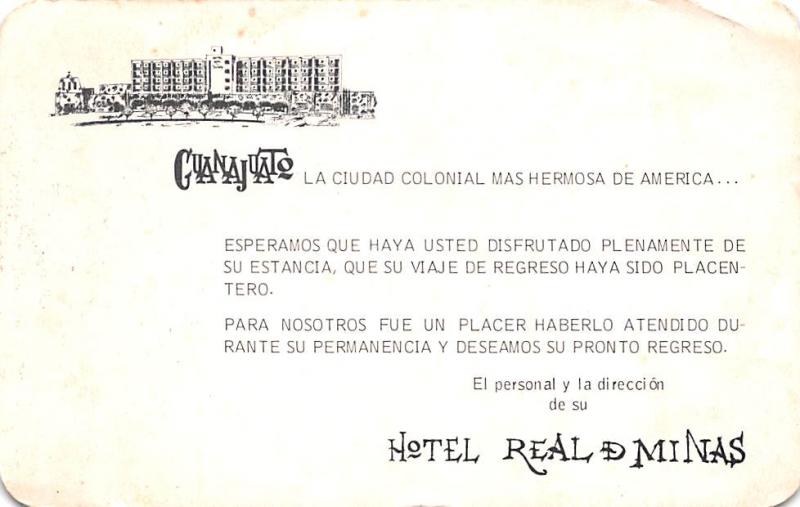 GUANAJUATO LA CIUDAD COLONIAL MAS HERMOSA DE AMERICA...
ESPERAMOS QUE HAYA USTED DISFRUTADO PLENAMENTE DE
SU ESTANCIA, QUE SU VIAJE DE REGRESO HAYA SIDO PLACEN-
TERO.
PARA NOSOTROS FUE UN PLACER HABERLO ATENDIDO DU-
RANTE SU PERMANENCIA Y DESEAMOS SU PRONTO REGRESO.
El personal y la dirección
de su
HOTEL REAL DE MINAS